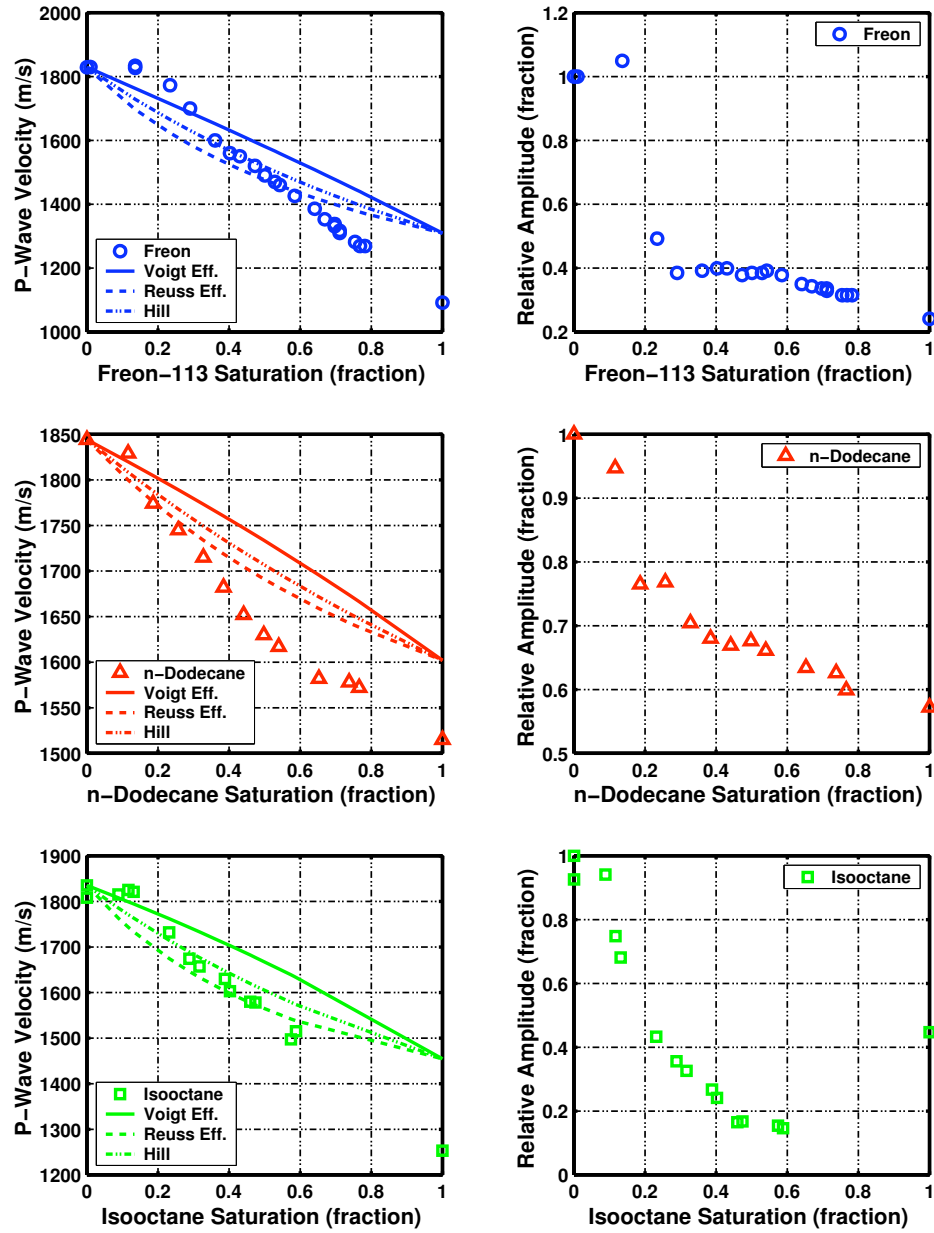 2000
1800
1600
1400
1200
1000
P−Wave Velocity (m/s)
Freon
Voigt Eff.
Reuss Eff.
Hill
0 0.2 0.4 0.6 0.8 1
Freon−113 Saturation (fraction)
1.2
1
0.8
0.6
0.4
0.2
Relative Amplitude (fraction)
Freon
0 0.2 0.4 0.6 0.8 1
Freon−113 Saturation (fraction)
1850
1800
1750
1700
1650
1600
1550
1500
P−Wave Velocity (m/s)
n−Dodecane
Voigt Eff.
Reuss Eff.
Hill
0 0.2 0.4 0.6 0.8 1
n−Dodecane Saturation (fraction)
1
0.9
0.8
0.7
0.6
0.5
Relative Amplitude (fraction)
n−Dodecane
0 0.2 0.4 0.6 0.8 1
n−Dodecane Saturation (fraction)
1900
1800
1700
1600
1500
1400
1300
1200
P−Wave Velocity (m/s)
Isooctane
Voigt Eff.
Reuss Eff.
Hill
0 0.2 0.4 0.6 0.8 1
Isooctane Saturation (fraction)
1
0.8
0.6
0.4
0.2
0
Relative Amplitude (fraction)
Isooctane
0 0.2 0.4 0.6 0.8 1
Isooctane Saturation (fraction)